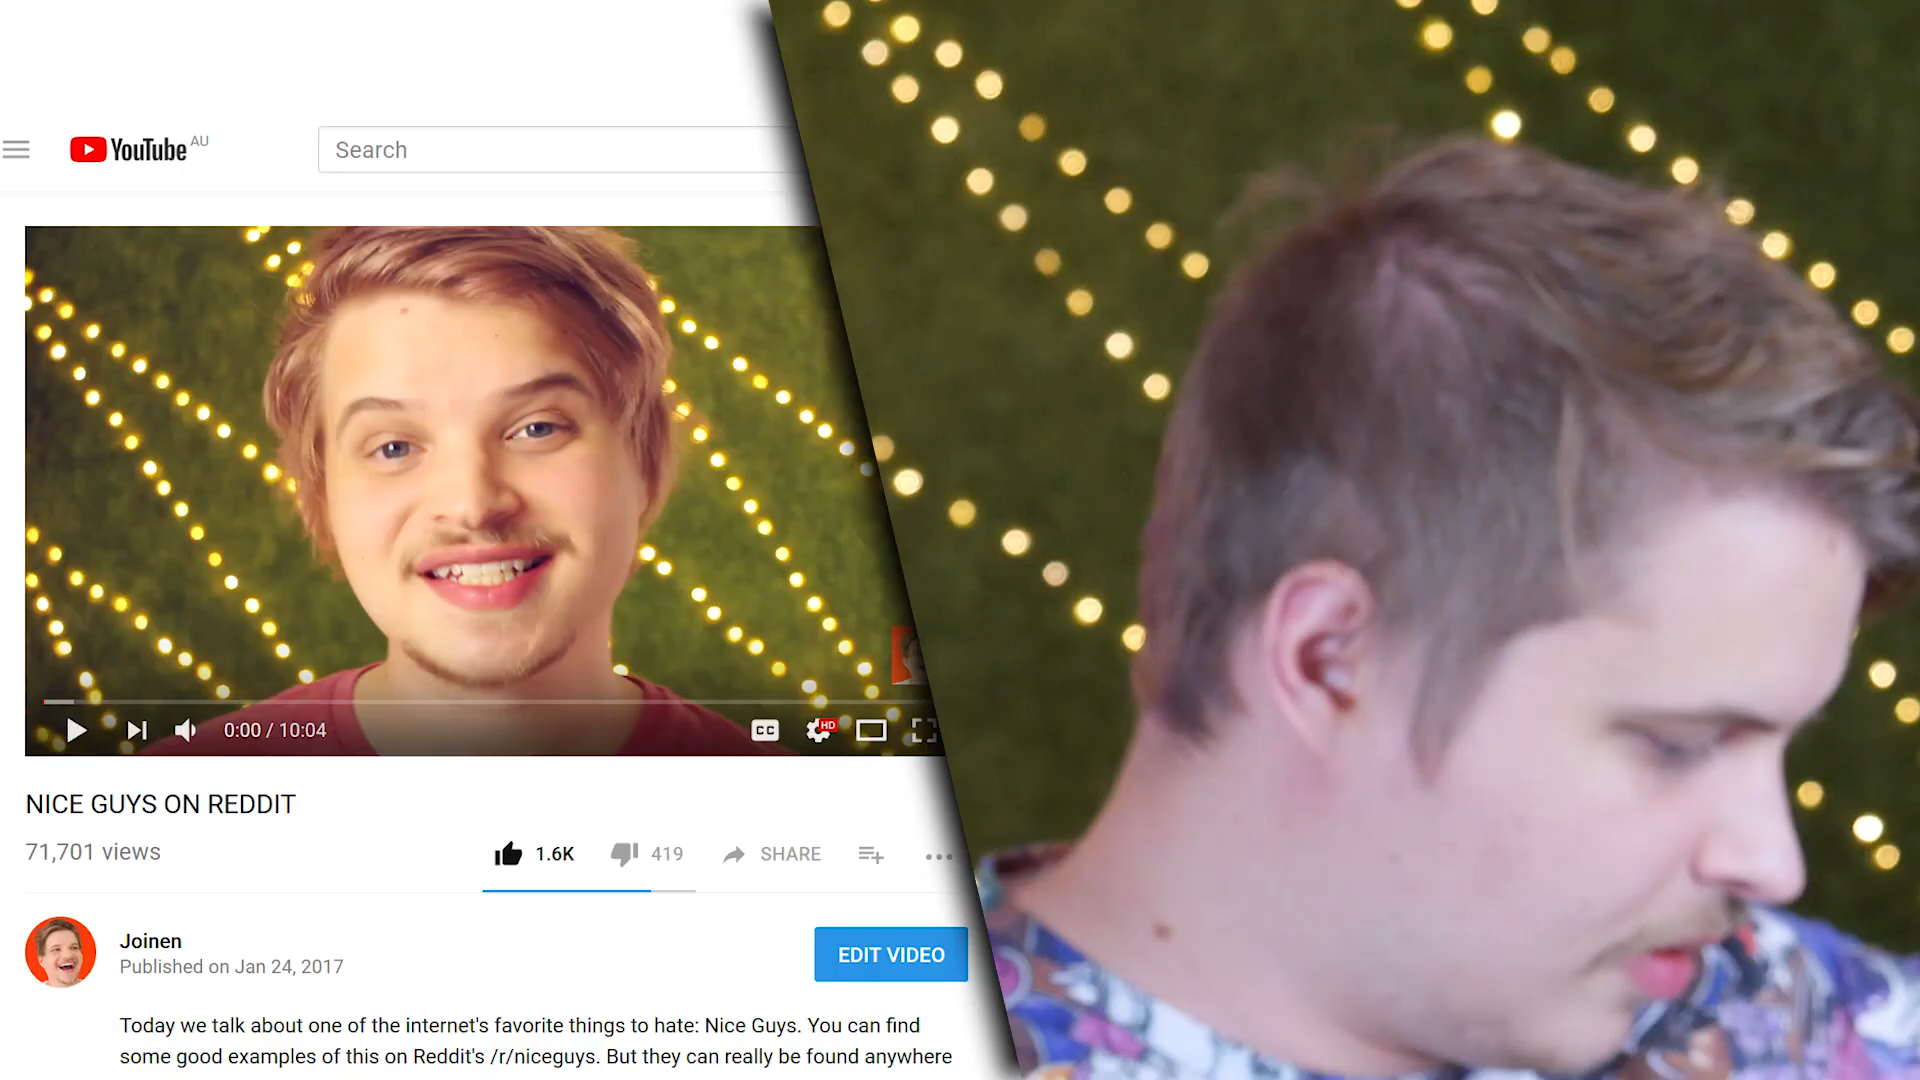 YouTube AU
Search
0:00 / 10:04
CC
HD
NICE GUYS ON REDDIT
71,701 views
1.6K
419
SHARE
Joinen
Published on Jan 24, 2017
EDIT VIDEO
Today we talk about one of the internet's favorite things to hate: Nice Guys. You can find
some good examples of this on Reddit's /r/niceguys. But they can really be found anywhere